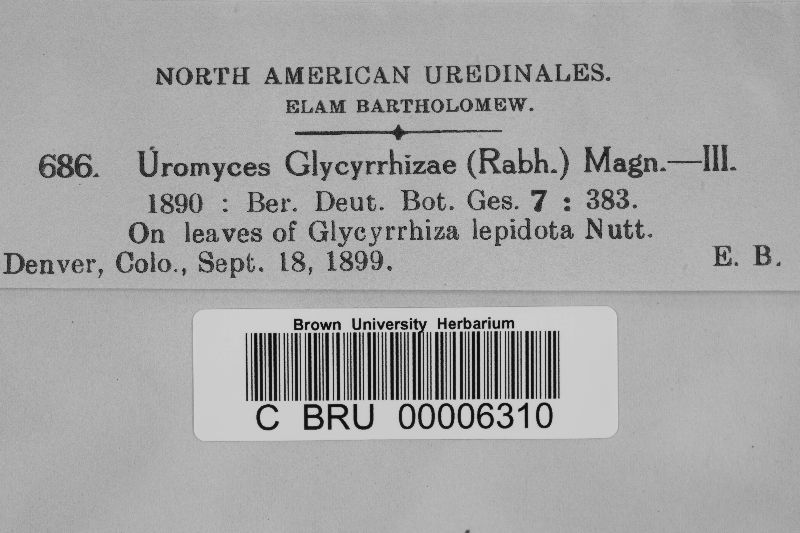 NORTH AMERICAN UREDINALES.
ELAM BARTHOLOMEW.
686. Uromyces Glycyrrhizae (Rabh.) Magn.—III.
1890 : Ber. Deut. Bot. Ges. 7 : 383.
On leaves of Glycyrrhiza lepidota Nutt.
Denver, Colo., Sept. 18, 1899. E. B.
Brown University Herbarium
C BRU 00006310